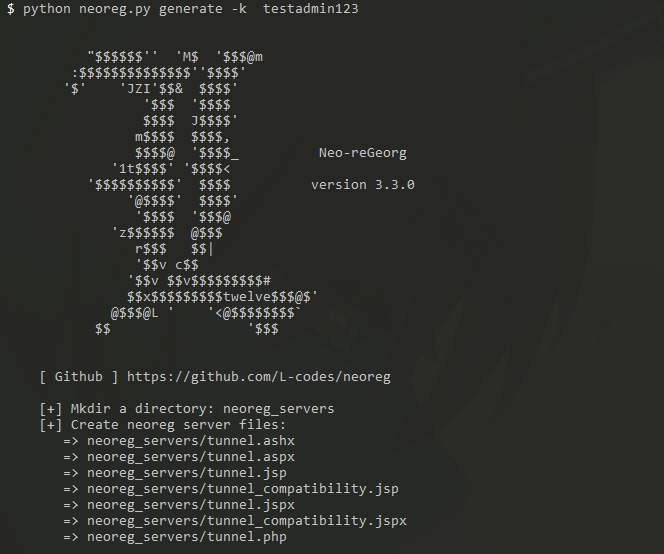 $ python neoreg.py generate -k  testadmin123
"$$$$$$''  'M$  '$$$@m
:$$$$$$$$$$$$$$''$$$$'
'$'    'JZI'$$&  $$$$'
'$$$  '$$$$
$$$$  J$$$$'
m$$$$  $$$$,
$$$$@  '$$$$_          Neo-reGeorg
'1t$$$$' '$$$$<
'$$$$$$$$$$'  $$$$          version 3.3.0
'@$$$$'  $$$$'
'$$$$  '$$$@
'z$$$$$$  @$$$
r$$$   $$|
'$$v c$$
'$$v $$v$$$$$$$$$#
$$x$$$$$$$$$twelve$$$@$'
@$$$@L '    '<@$$$$$$$$`
$$                 '$$$
[ Github ] https://github.com/L-codes/neoreg
[+] Mkdir a directory: neoreg_servers
[+] Create neoreg server files:
=> neoreg_servers/tunnel.ashx
=> neoreg_servers/tunnel.aspx
=> neoreg_servers/tunnel.jsp
=> neoreg_servers/tunnel_compatibility.jsp
=> neoreg_servers/tunnel.jspx
=> neoreg_servers/tunnel_compatibility.jspx
=> neoreg_servers/tunnel.php